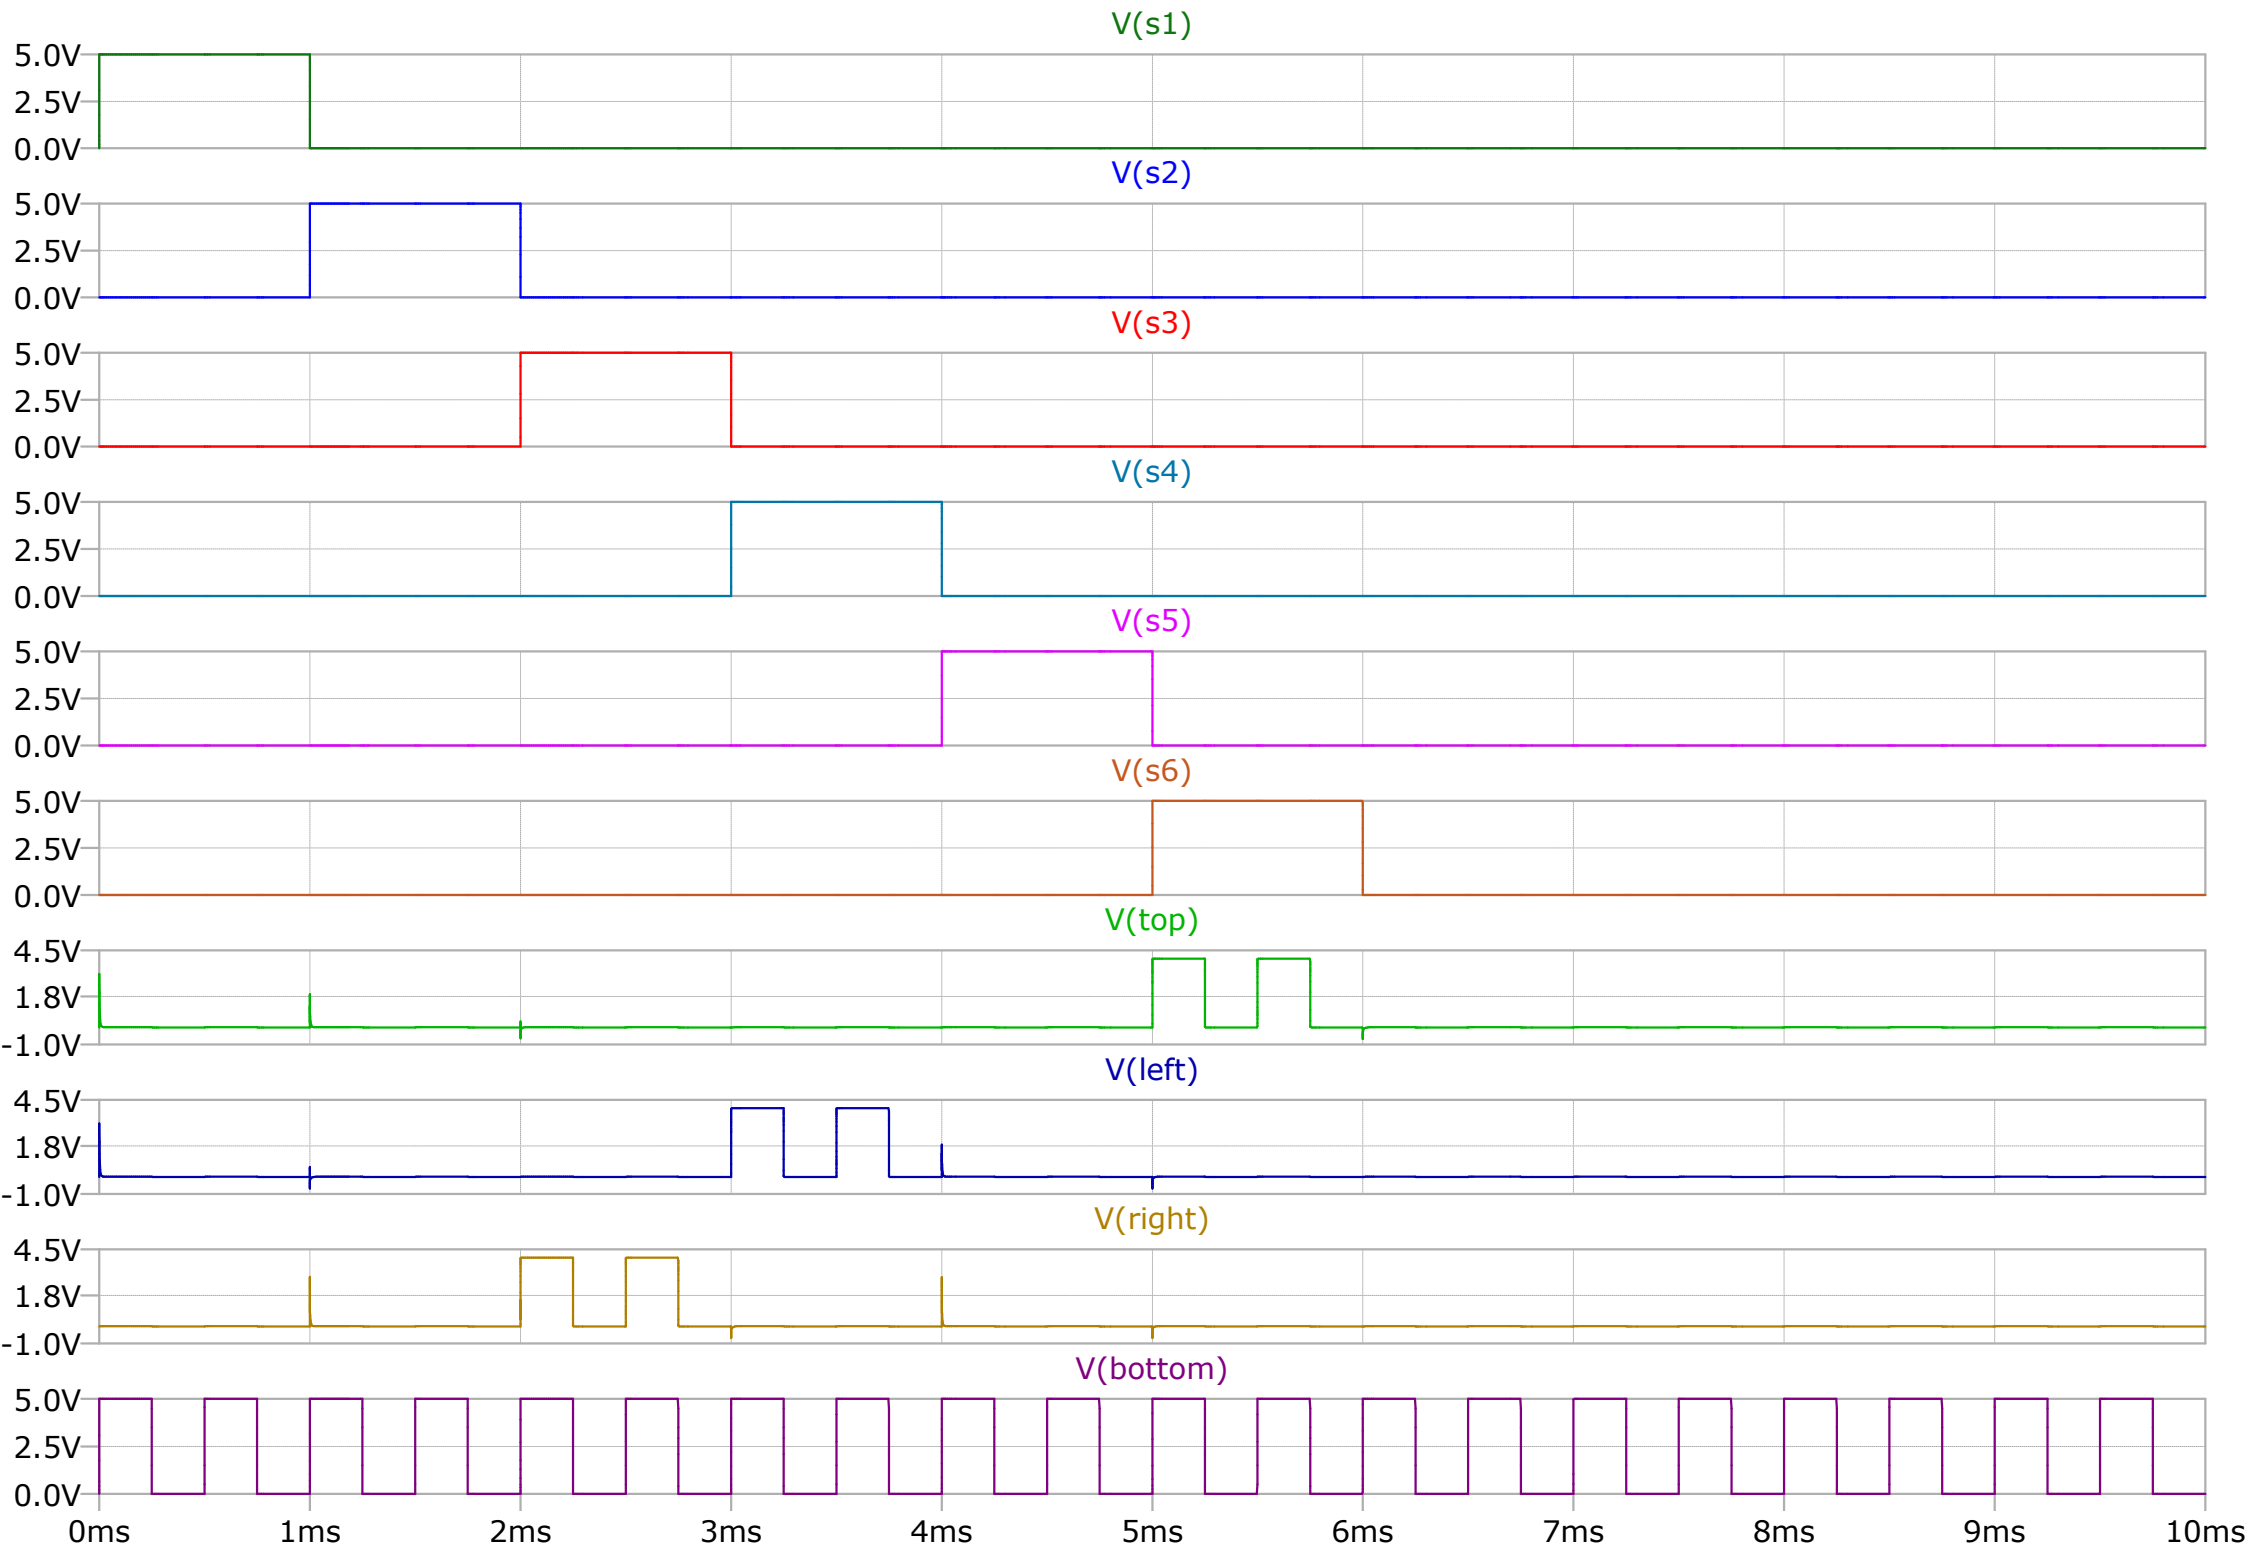 V(s1)
5.0V
2.5V
0.0V
V(s2)
5.0V
2.5V
0.0V
V(s3)
5.0V
2.5V
0.0V
V(s4)
5.0V
2.5V
0.0V
V(s5)
5.0V
2.5V
0.0V
V(s6)
5.0V
2.5V
0.0V
V(top)
4.5V
1.8V
-1.0V
V(left)
4.5V
1.8V
-1.0V
V(right)
4.5V
1.8V
-1.0V
V(bottom)
5.0V
2.5V
0.0V
0ms 1ms 2ms 3ms 4ms 5ms 6ms 7ms 8ms 9ms 10ms